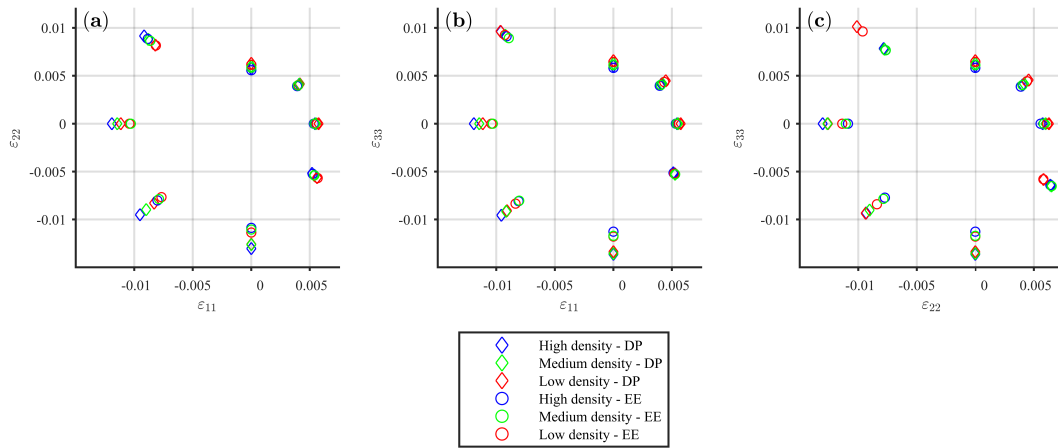 (a)
0.01
0.005
0
-0.005
-0.01
ε22
-0.01
-0.005
0
0.005
ε11
(b)
0.01
0.005
0
-0.005
-0.01
ε33
-0.01
-0.005
0
0.005
ε11
(c)
0.01
0.005
0
-0.005
-0.01
ε33
-0.01
-0.005
0
0.005
ε22
High density - DP
Medium density - DP
Low density - DP
High density - EE
Medium density - EE
Low density - EE